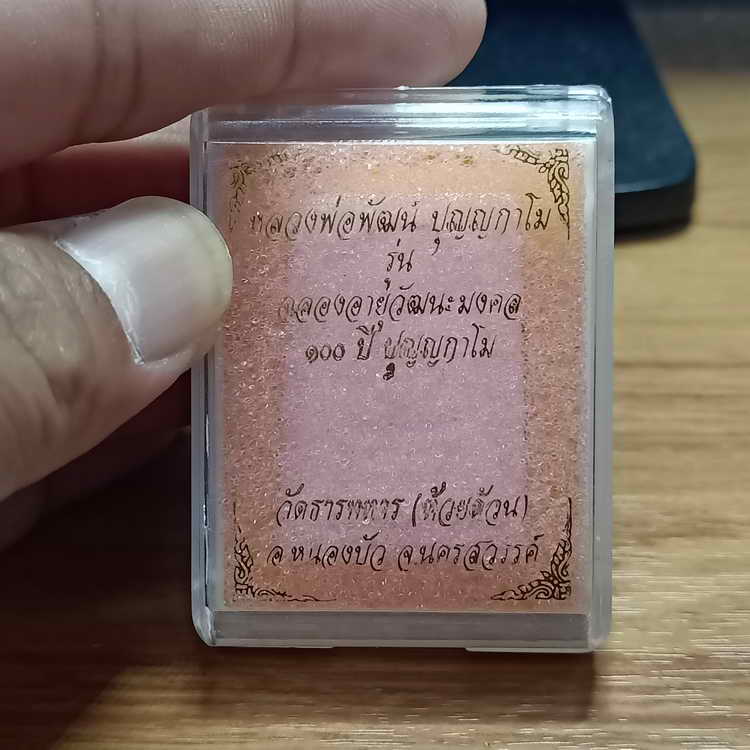 หลวงพ่อพัฒน์ ปุญญกาโม
รุ่น
ฉลองอายุวัฒนะมงคล
๑๐๐ ปี ปุญญกาโม
วัดธารทหาร (ห้วยด้วน)
อ.หนองบัว จ.นครสวรรค์